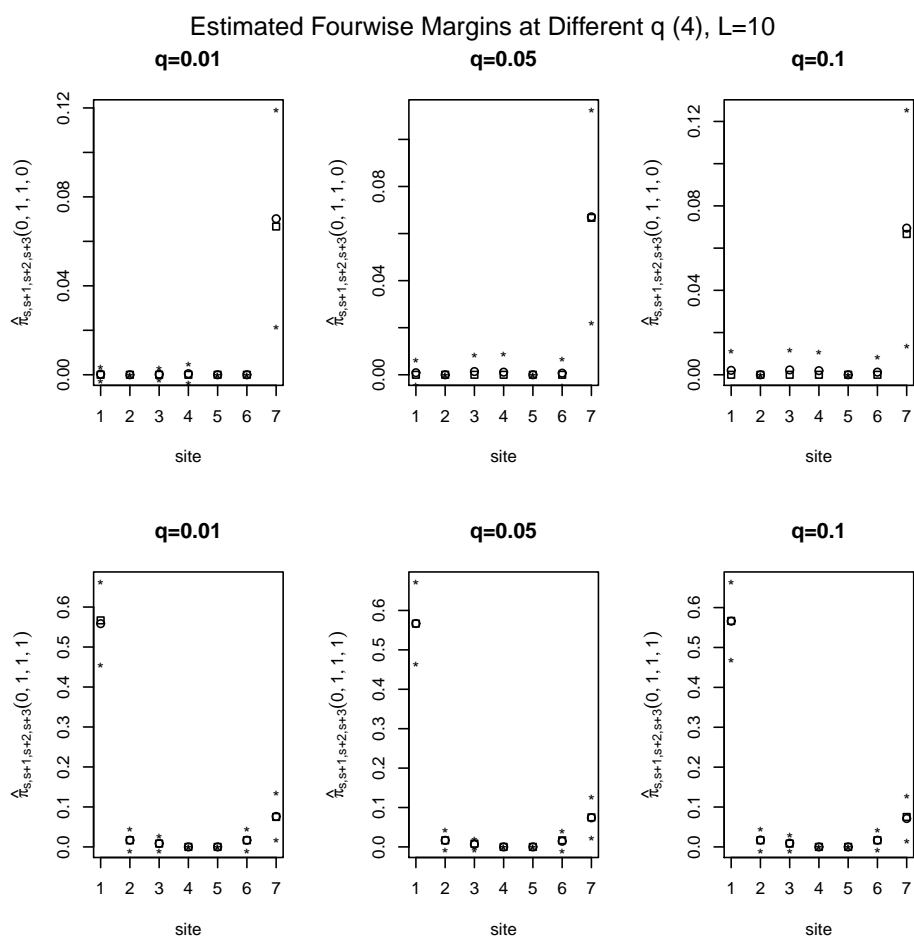 Estimated Fourwise Margins at Different q (4), L=10
q=0.01
q=0.05
q=0.1
0.12
0.08
0.04
0.00
π̂s,s+1,s+2,s+3(0, 1, 1, 0)
1 2 3 4 5 6 7
site
0.08
0.04
0.00
π̂s,s+1,s+2,s+3(0, 1, 1, 0)
1 2 3 4 5 6 7
site
0.12
0.08
0.04
0.00
π̂s,s+1,s+2,s+3(0, 1, 1, 0)
1 2 3 4 5 6 7
site
q=0.01
q=0.05
q=0.1
0.6
0.5
0.4
0.3
0.2
0.1
0.0
π̂s,s+1,s+2,s+3(0, 1, 1, 1)
1 2 3 4 5 6 7
site
0.6
0.5
0.4
0.3
0.2
0.1
0.0
π̂s,s+1,s+2,s+3(0, 1, 1, 1)
1 2 3 4 5 6 7
site
0.6
0.5
0.4
0.3
0.2
0.1
0.0
π̂s,s+1,s+2,s+3(0, 1, 1, 1)
1 2 3 4 5 6 7
site